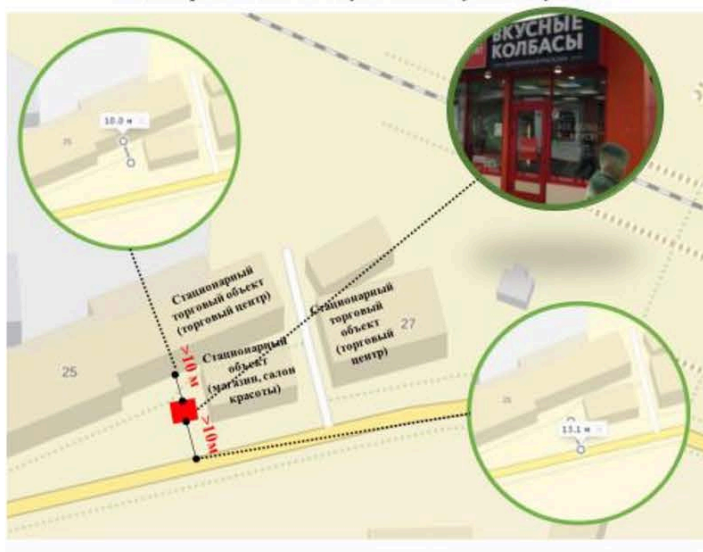 ВКУСНЫЕ
КОЛБАСЫ
10.0 м
Стационарный
торговый объект
(торговый центр)
Стационарный
торговый
объект
(торговый
центр)
27
25
>10 м
Стационарный
объект
(магазин, салон
красоты)
>10м
13.1 м